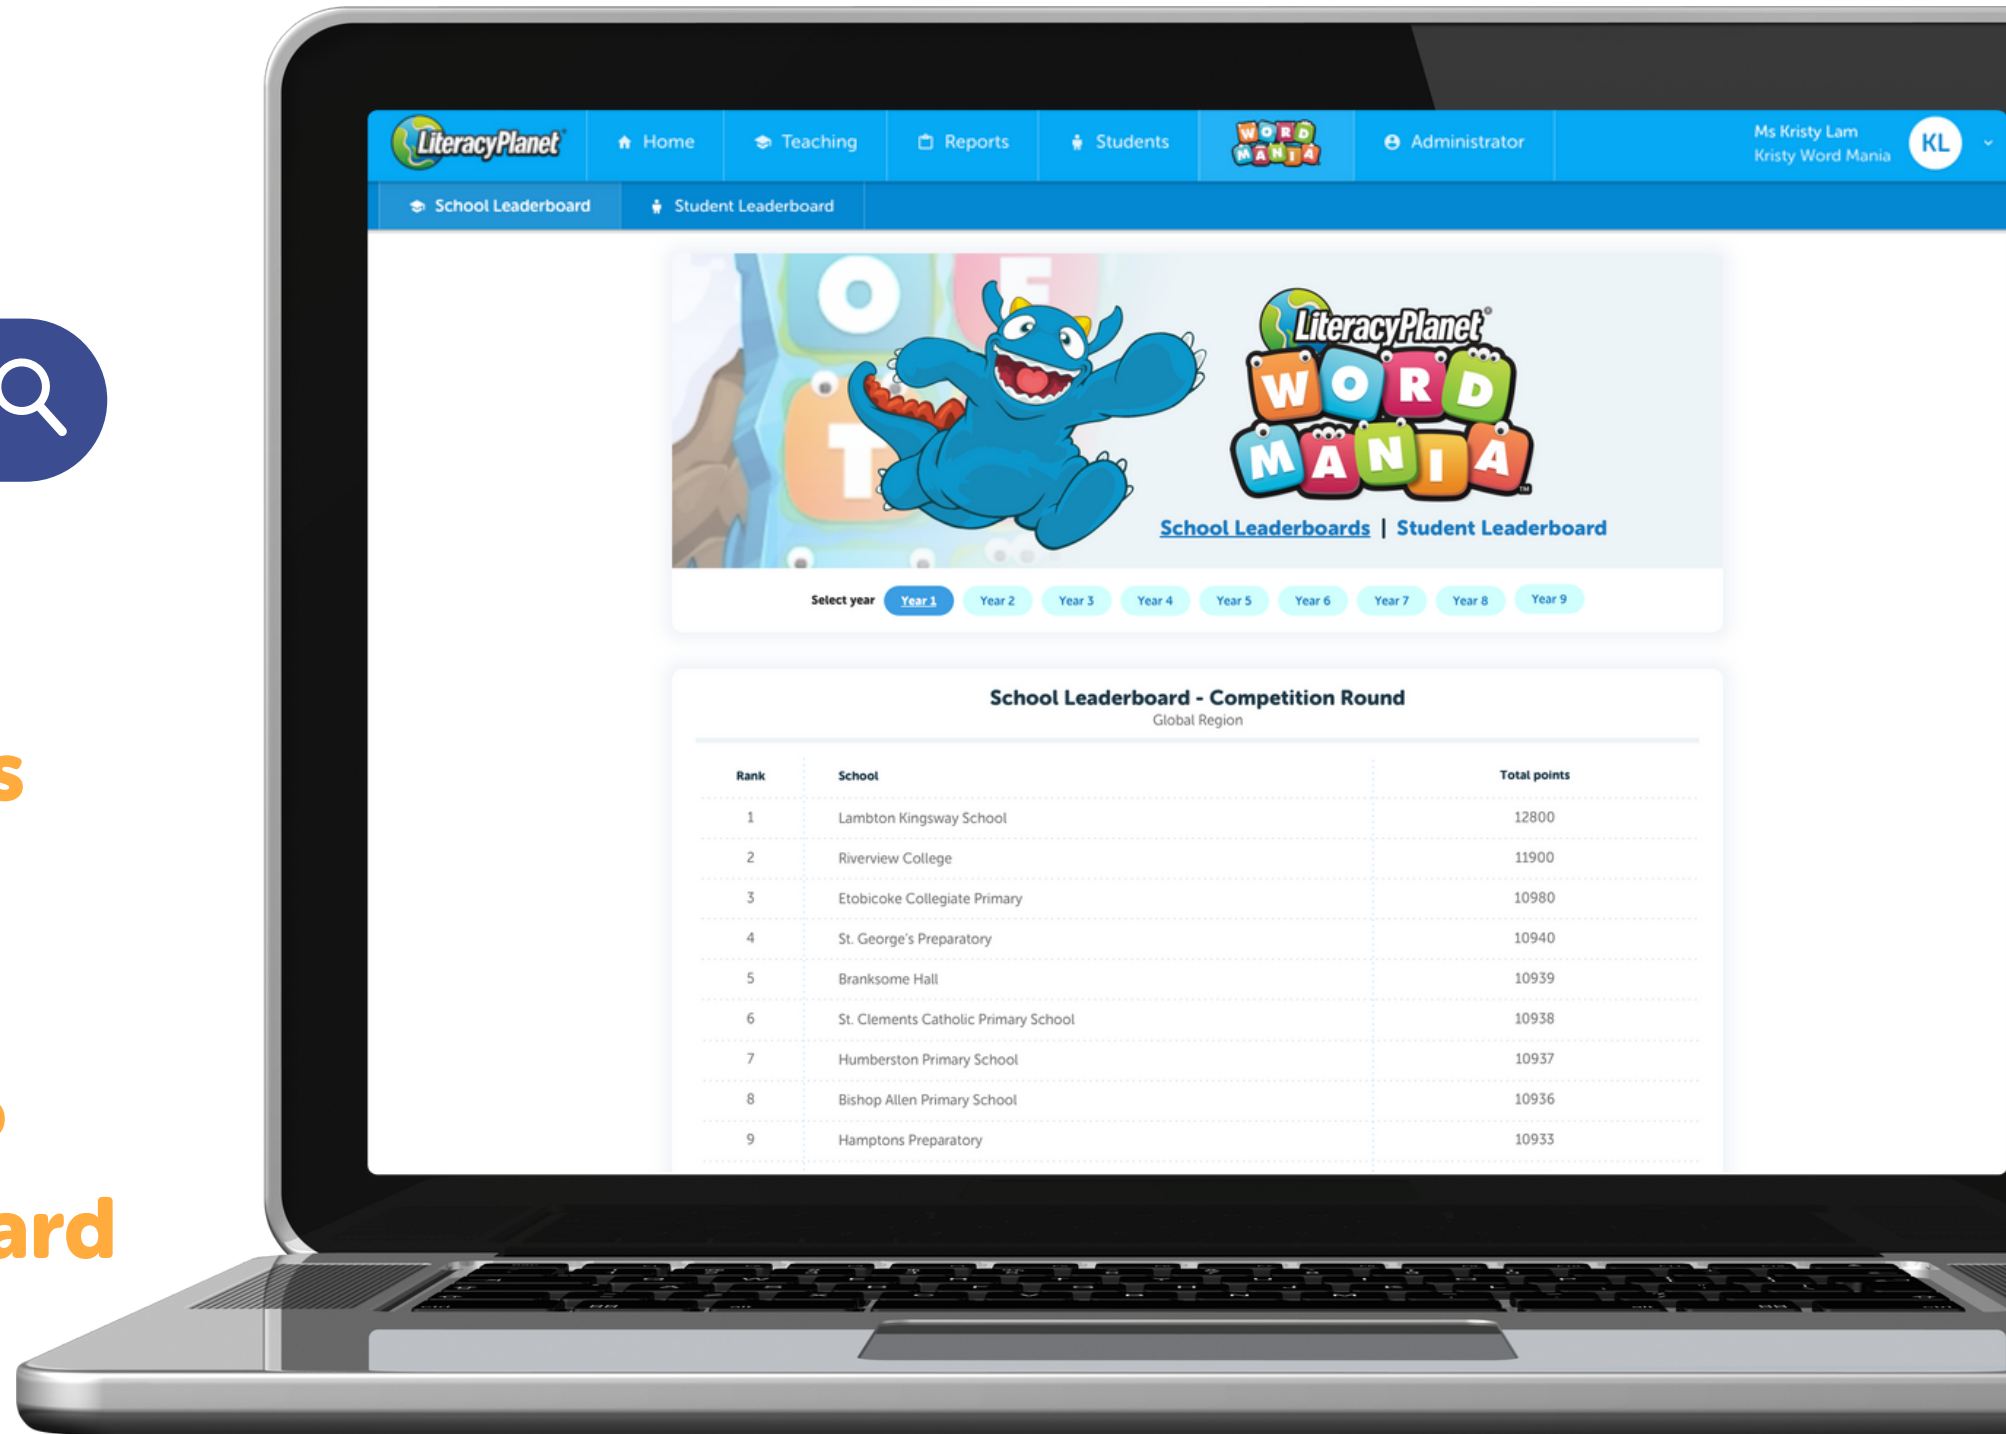 LiteracyPlanet
Home
Teaching
Reports
Students
WORD
MANIA
Administrator
Ms Kristy Lam
Kristy Word Mania
KL
School Leaderboard
Student Leaderboard
O
E
T
LiteracyPlanet®
WORD
MANIA™
School Leaderboards | Student Leaderboard
Select year Year 1 Year 2 Year 3 Year 4 Year 5 Year 6 Year 7 Year 8 Year 9
School Leaderboard - Competition Round
Global Region
Rank School Total points
1 Lambton Kingsway School 12800
2 Riverview College 11900
3 Etobicoke Collegiate Primary 10980
4 St. George's Preparatory 10940
5 Branksome Hall 10939
6 St. Clements Catholic Primary School 10938
7 Humberston Primary School 10937
8 Bishop Allen Primary School 10936
9 Hamptons Preparatory 10933
s
ard